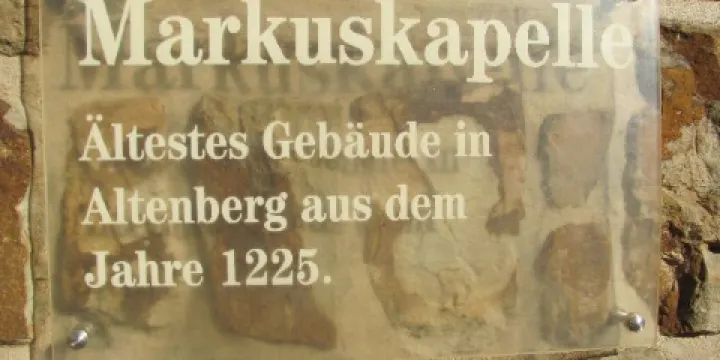 Markuskapelle
Ältestes Gebäude in
Altenberg aus dem
Jahre 1225.